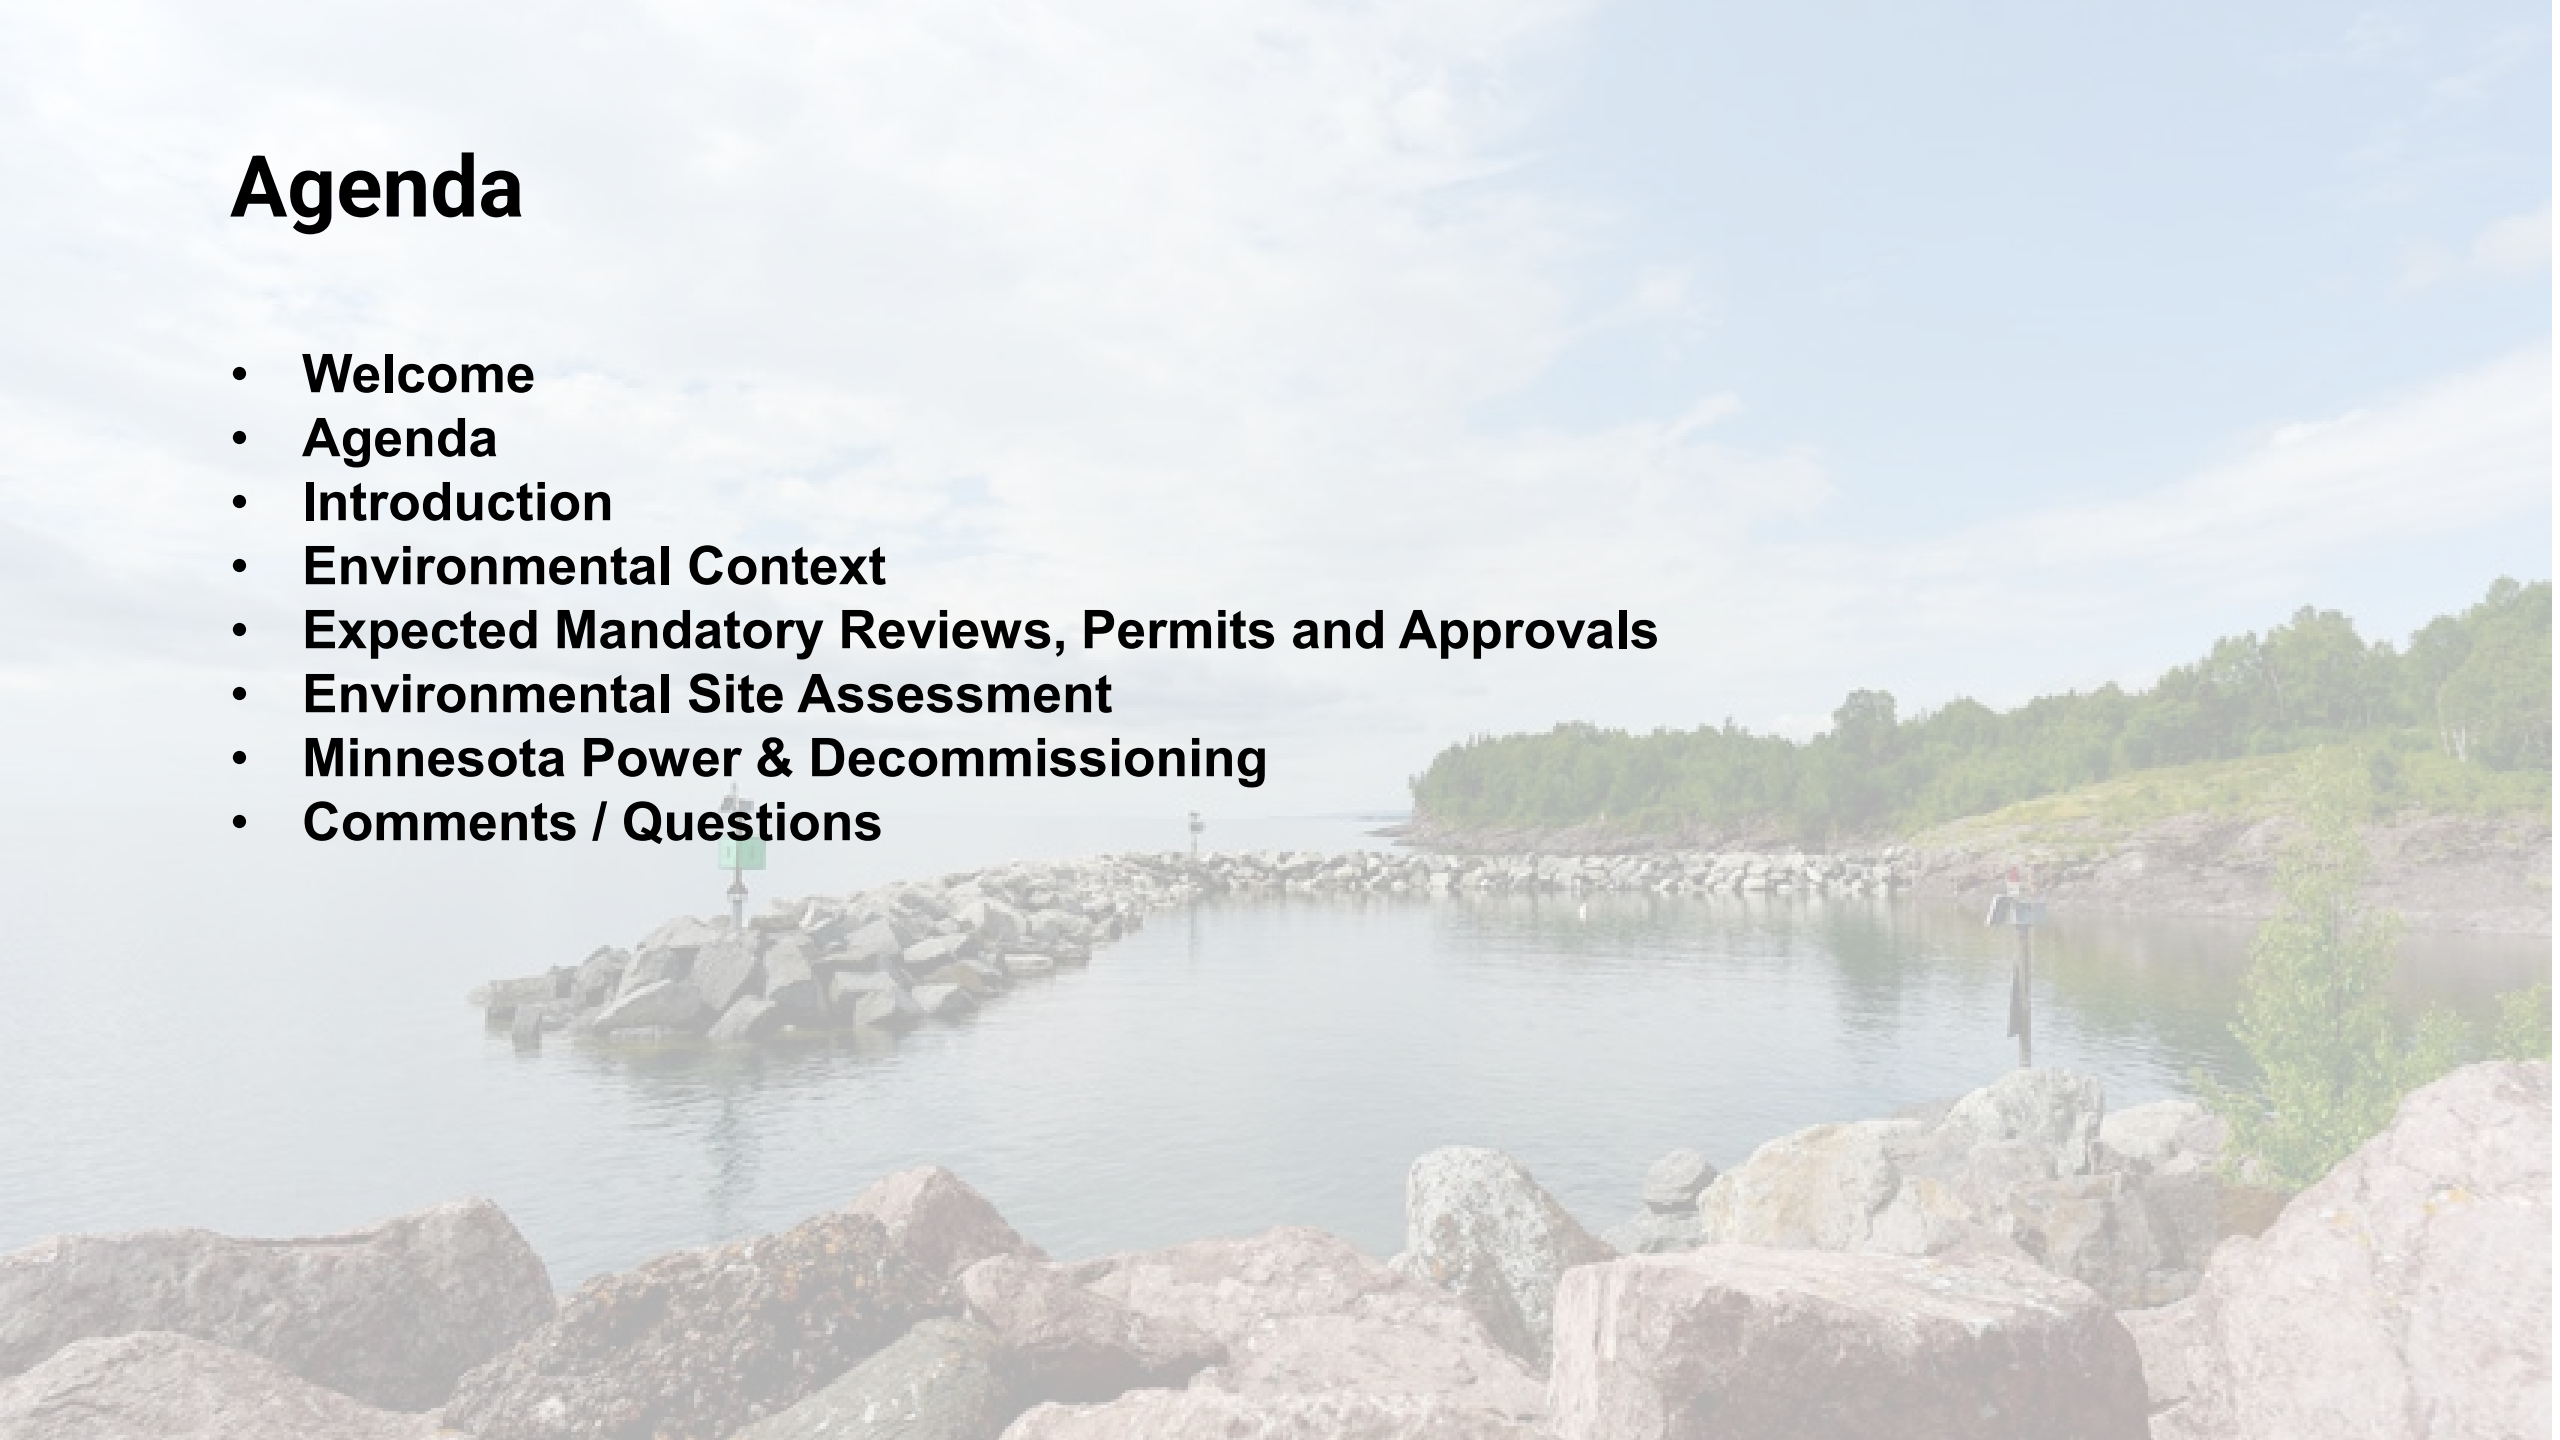 Agenda
• Welcome
• Agenda
• Introduction
• Environmental Context
• Expected Mandatory Reviews, Permits and Approvals
• Environmental Site Assessment
• Minnesota Power & Decommissioning
• Comments / Questions